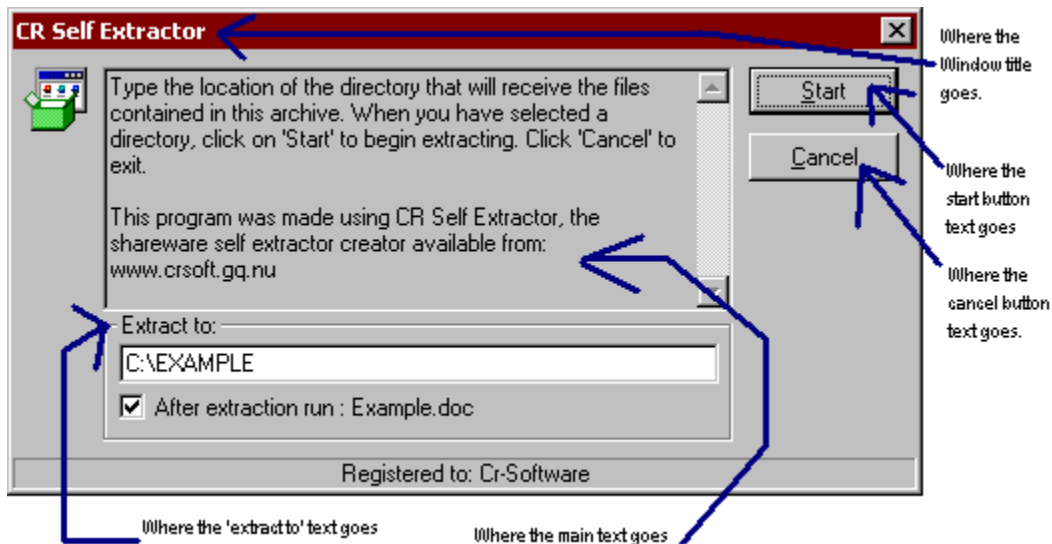 CR Self Extractor
Where the
Window title
goes.
Type the location of the directory that will receive the files
contained in this archive. When you have selected a
directory, click on 'Start' to begin extracting. Click 'Cancel' to
exit.
Start
Cancel
This program was made using CR Self Extractor, the
shareware self extractor creator available from:
www.crsoft.gq.nu
Where the
start button
text goes
Where the
cancel button
text goes.
Extract to:
C:\EXAMPLE
After extraction run : Example.doc
Registered to: Cr-Software
Where the 'extract to' text goes
Where the main text goes